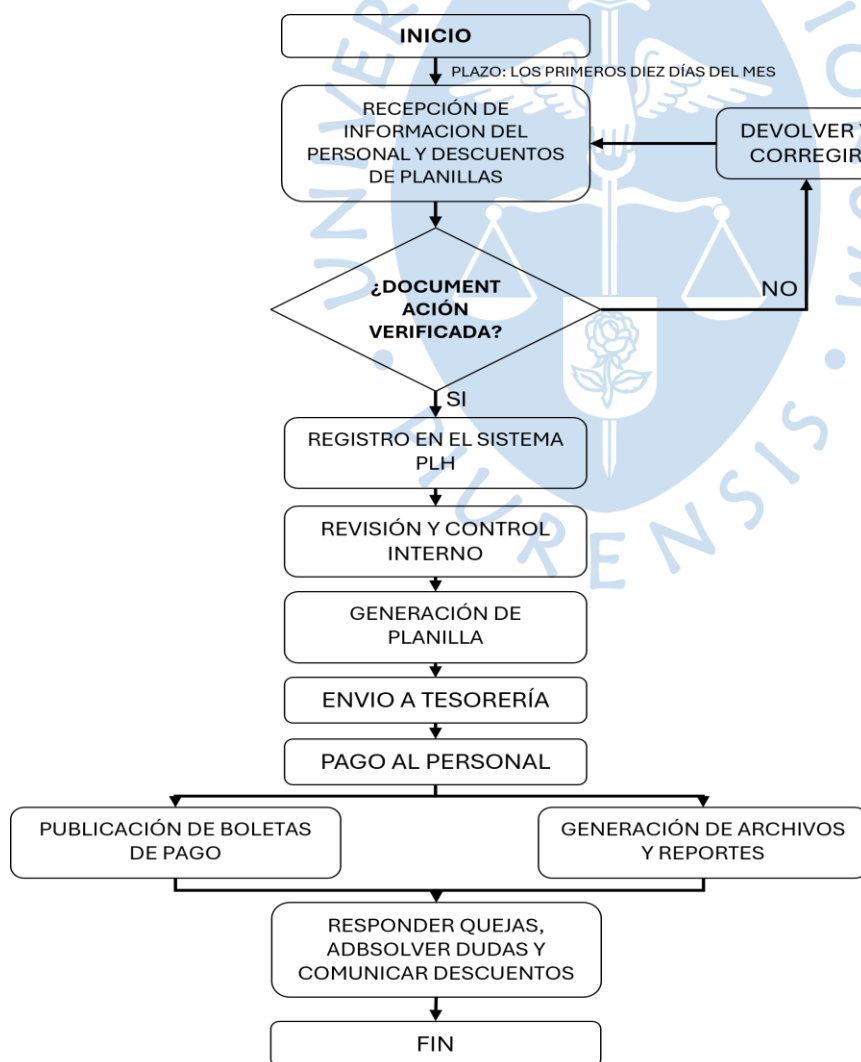 INICIO
PLAZO: LOS PRIMEROS DIEZ DÍAS DEL MES
RECEPCIÓN DE
INFORMACION DEL
PERSONAL Y DESCUENTOS
DE PLANILLAS
DEVOLVER Y
CORREGIR
¿DOCUMENT
ACIÓN
VERIFICADA?
NO
SI
REGISTRO EN EL SISTEMA
PLH
REVISIÓN Y CONTROL
INTERNO
GENERACIÓN DE
PLANILLA
ENVIO A TESORERÍA
PAGO AL PERSONAL
PUBLICACIÓN DE BOLETAS
DE PAGO
GENERACIÓN DE ARCHIVOS
Y REPORTES
RESPONDER QUEJAS,
ADBSOLVER DUDAS Y
COMUNICAR DESCUENTOS
FIN
PIURENSIS